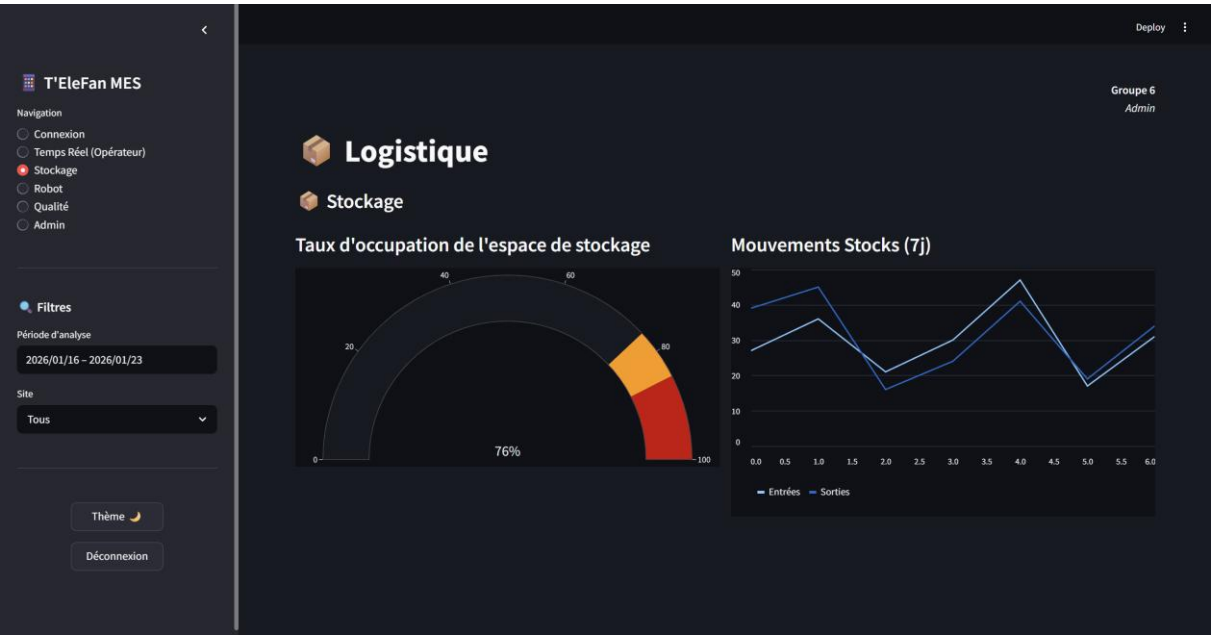 Deploy
T'EleFan MES
Navigation
Connexion
Temps Réel (Opérateur)
Stockage
Robot
Qualité
Admin
Filtres
Période d'analyse
2026/01/16 – 2026/01/23
Site
Tous
Thème
Déconnexion
Groupe 6
Admin
Logistique
Stockage
Taux d'occupation de l'espace de stockage
0
20
40
60
80
100
76%
Mouvements Stocks (7j)
50
40
30
20
10
0
0.0 0.5 1.0 1.5 2.0 2.5 3.0 3.5 4.0 4.5 5.0 5.5 6.0
Entrées Sorties